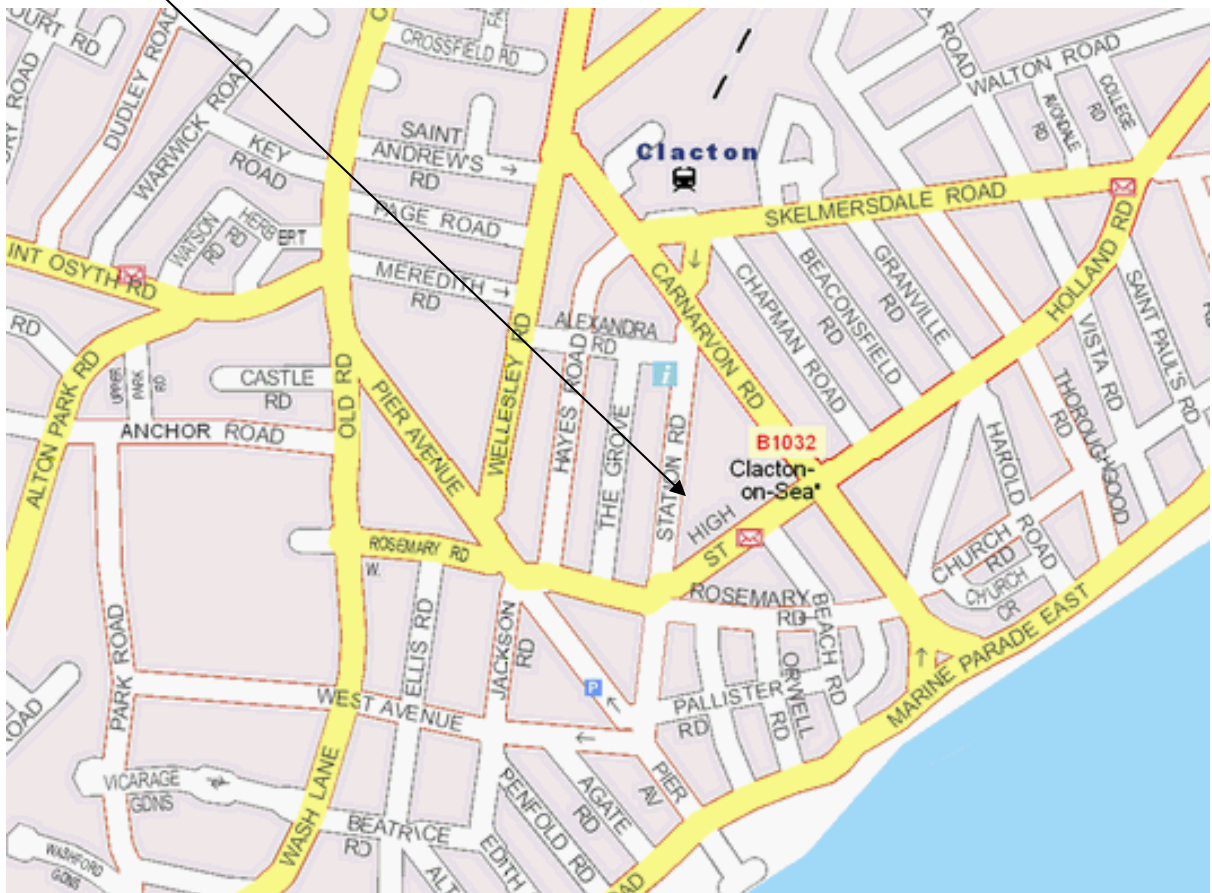 COURT RD
DUDLEY ROAD
WARWICK ROAD
CROSSFIELD RD
WALTON ROAD
ROAD
AVONDALE
RD
COLLEGE
RD
KEY
ROAD
SAINT
ANDREW'S
RD
Clacton
SKELMERSDALE ROAD
HOLLAND RD
PAGE ROAD
WATSON
RD
HERB
ERT
RD
INT OSYTH RD
MEREDITH
RD
CARNARVON RD
CHAPMAN ROAD
BEACONSFIELD
RD
GRANVILLE
RD
VISTA RD
SAINT PAUL'S RD
RD
ALTON PARK RD
UPPER
PARK
RD
CASTLE
RD
OLD RD
PIER AVENUE
WELLESLEY RD
ALEXANDRA
RD
HAYES ROAD
THE GROVE
i
STATION RD
THOROUGHGOOD
RD
ANCHOR ROAD
B1032
Clacton-
on-Sea*
HIGH
ST
HAROLD ROAD
ROSEMARY RD
W.
ROSEMARY
RD
CHURCH
RD
CHURCH
CR
MARINE PARADE EAST
BEACH RD
ORWELL
RD
PALLISTER
RD
PARK ROAD
ELLIS RD
JACKSON
RD
P
WEST AVENUE
ROAD
VICARAGE
GDNS
WASH LANE
BEATRICE
RD
PENFOLD RD
AGATE
RD
PIER
AV
EDITH
ALT
WASHFORD
GDNS
AD